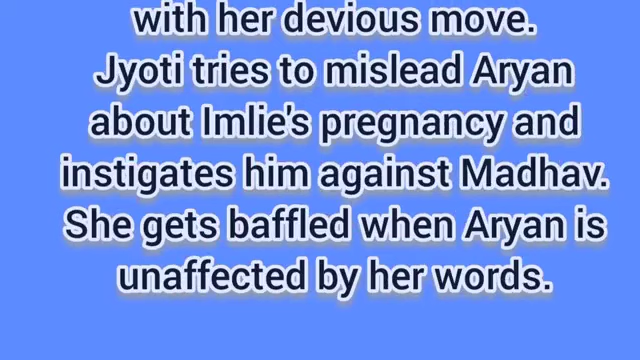 with her devious move.
Jyoti tries to mislead Aryan
about Imlie's pregnancy and
instigates him against Madhav.
She gets baffled when Aryan is
unaffected by her words.